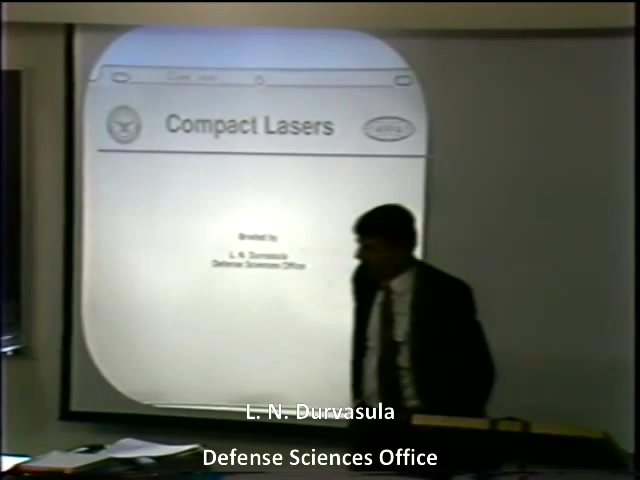 Compact Lasers
Briefed by
L. N. Durvasula
Defense Sciences Office
L. N. Durvasula
Defense Sciences Office